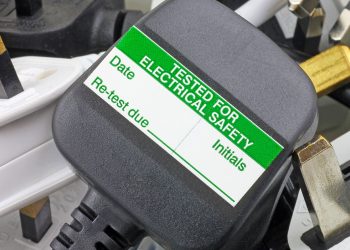 TESTED FOR
ELECTRICAL SAFETY
Date
Initials
Re-test due